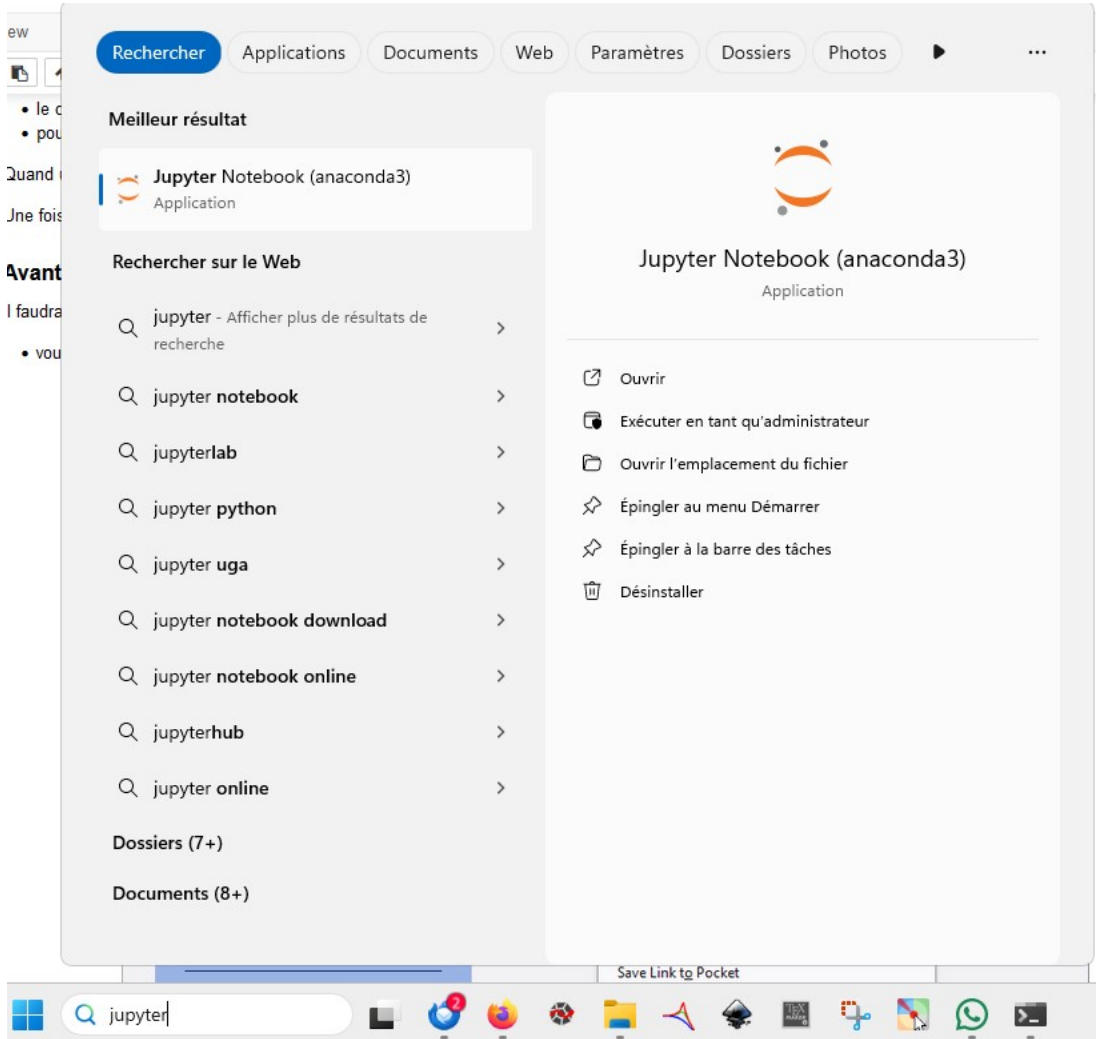 ew
Rechercher Applications Documents Web Paramètres Dossiers Photos
le
pou
Quand
Une fois
Avant
l faudra
vou
Meilleur résultat
Jupyter Notebook (anaconda3)
Application
Rechercher sur le Web
jupyter - Afficher plus de résultats de
recherche
jupyter notebook
jupyterlab
jupyter python
jupyter uga
jupyter notebook download
jupyter notebook online
jupyterhub
jupyter online
Dossiers (7+)
Documents (8+)
Jupyter Notebook (anaconda3)
Application
Ouvrir
Exécuter en tant qu'administrateur
Ouvrir l'emplacement du fichier
Épingler au menu Démarrer
Épingler à la barre des tâches
Désinstaller
Save Link to Pocket
jupyter
2
TEX
MAKER